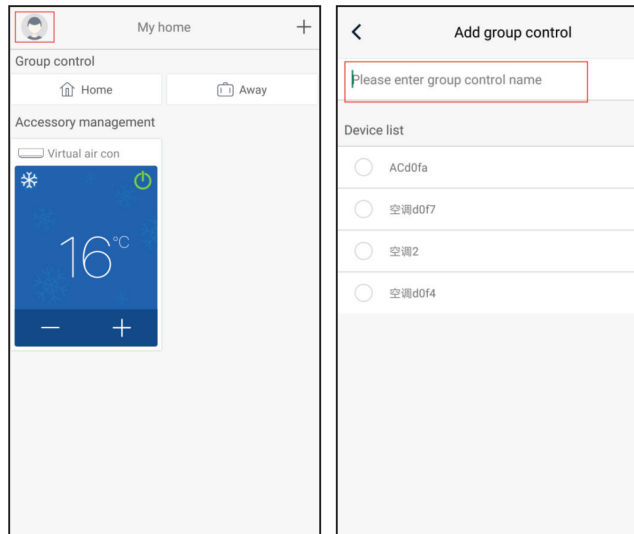 My home
Group control
Home
Away
Accessory management
Virtual air con
16°C
Add group control
Please enter group control name
Device list
ACd0fa
空调d0f7
空调2
空调d0f4